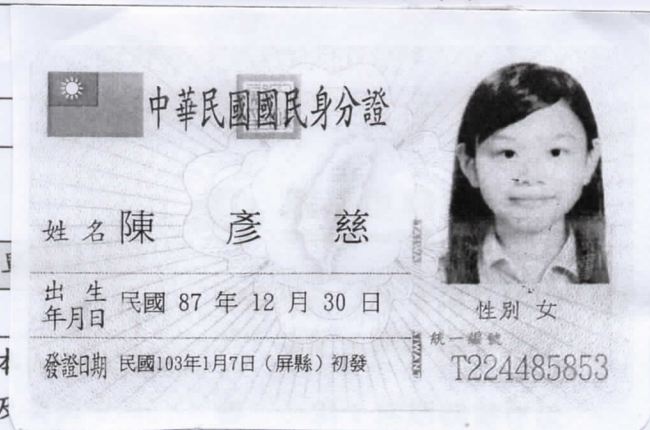 中華民國國民身分證
姓名 陳彥慈
出生年月日 民國 87 年 12 月 30 日
性別 女
發證日期 民國103年1月7日（屏縣）初發
統一編號
T224485853